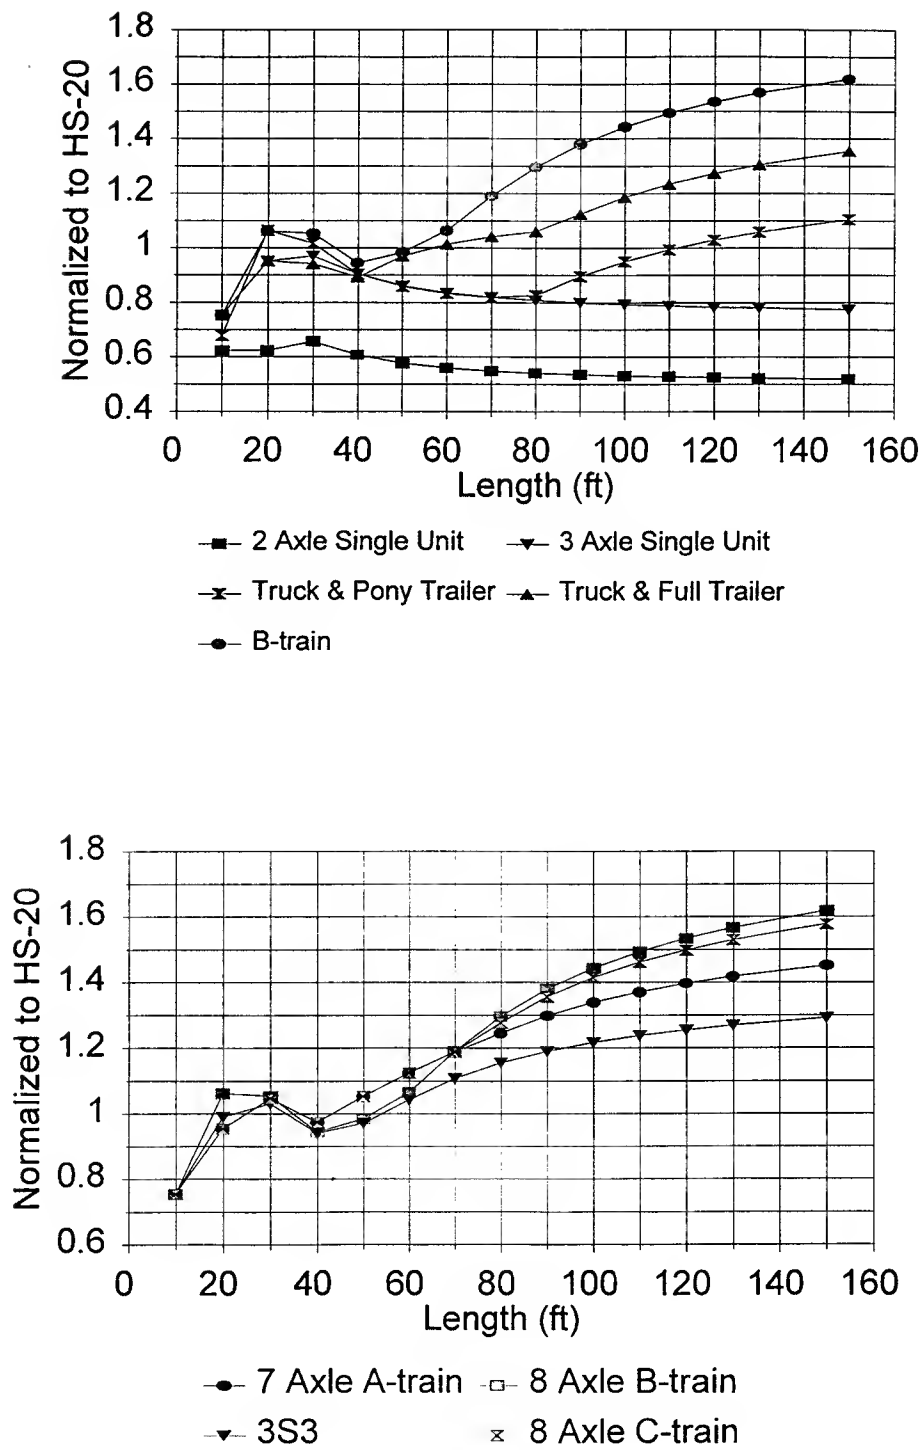 1.8
1.6
1.4
1.2
1
0.8
0.6
0.4
Normalized to HS-20
0 20 40 60 80 100 120 140 160
Length (ft)
2 Axle Single Unit 3 Axle Single Unit
Truck & Pony Trailer Truck & Full Trailer
B-train
1.8
1.6
1.4
1.2
1
0.8
0.6
Normalized to HS-20
0 20 40 60 80 100 120 140 160
Length (ft)
7 Axle A-train 8 Axle B-train
3S3 8 Axle C-train